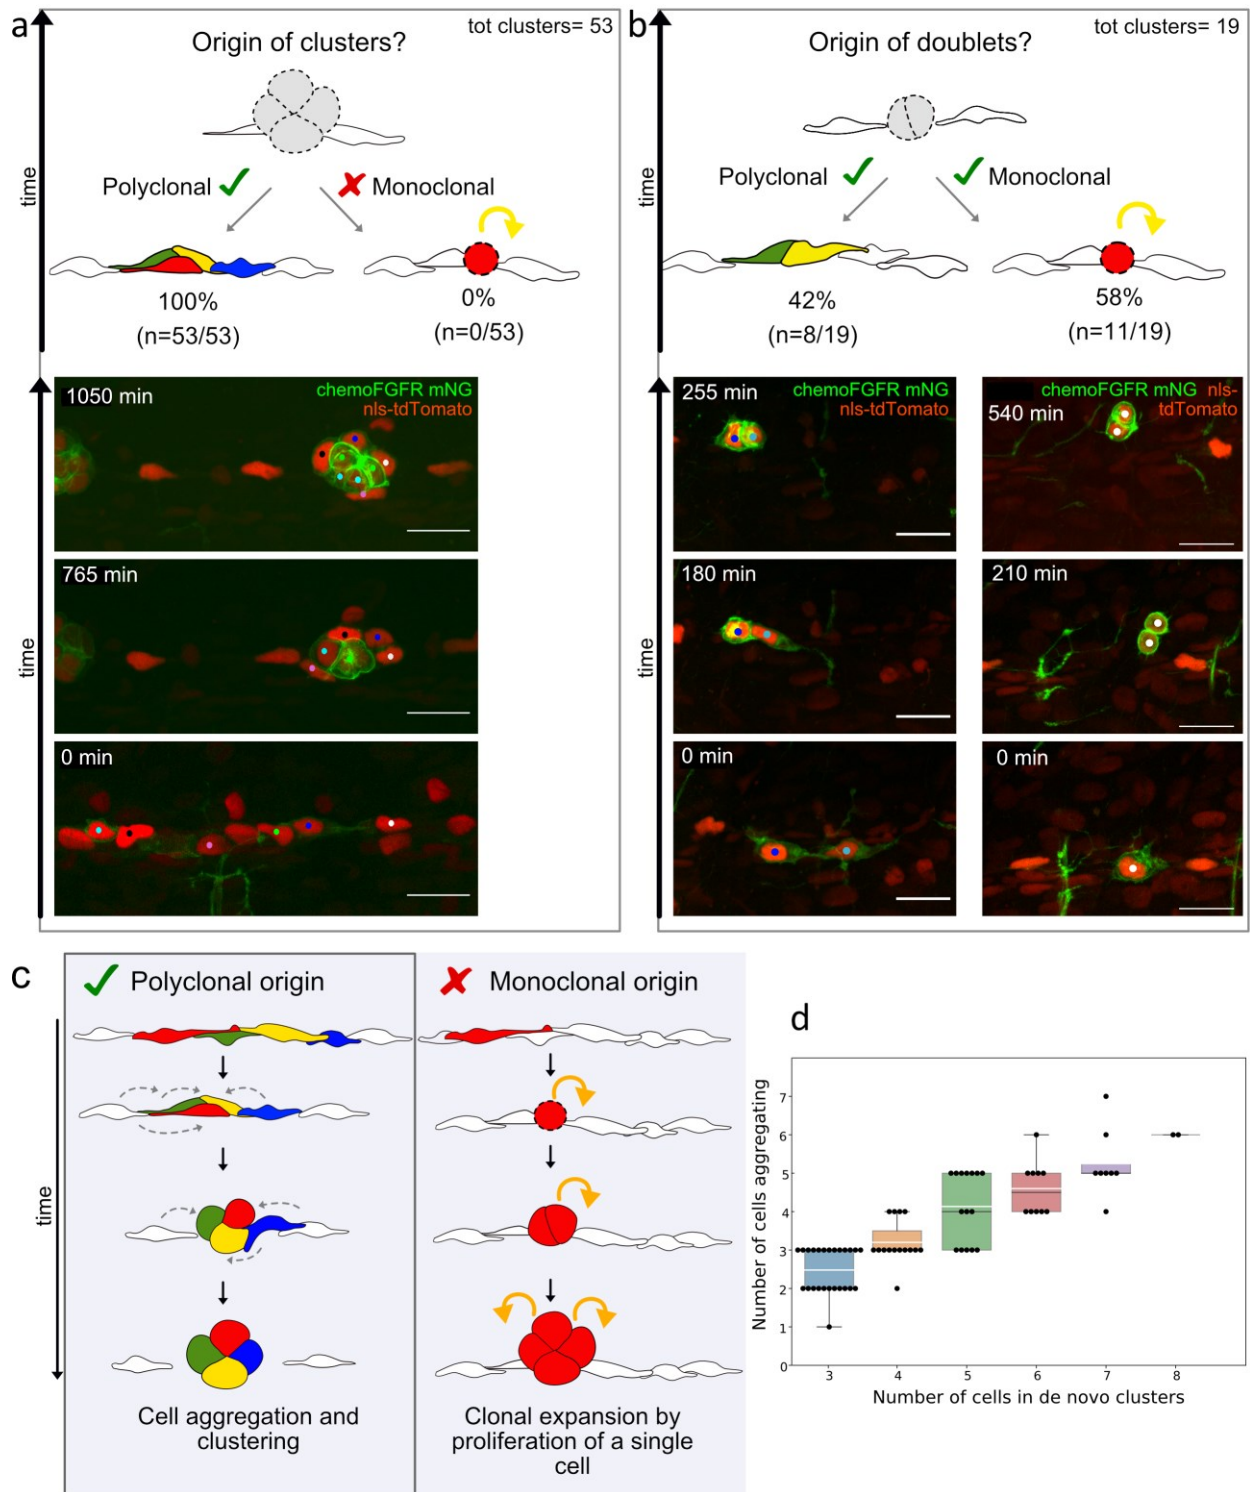 a
tot clusters= 53
Origin of clusters?
time
Polyclonal
Monoclonal
100%
(n=53/53)
0%
(n=0/53)
time
1050 min
chemoFGFR mNG
nls-tdTomato
765 min
0 min
b
tot clusters= 19
Origin of doublets?
time
Polyclonal
Monoclonal
42%
(n=8/19)
58%
(n=11/19)
time
255 min
chemoFGFR mNG
nls-tdTomato
180 min
0 min
chemoFGFR mNG nls-
tdTomato
540 min
210 min
0 min
c
Polyclonal origin
Monoclonal origin
time
Cell aggregation and
clustering
Clonal expansion by
proliferation of a single
cell
d
Number of cells aggregating
7
6
5
4
3
2
1
0
3 4 5 6 7 8
Number of cells in de novo clusters